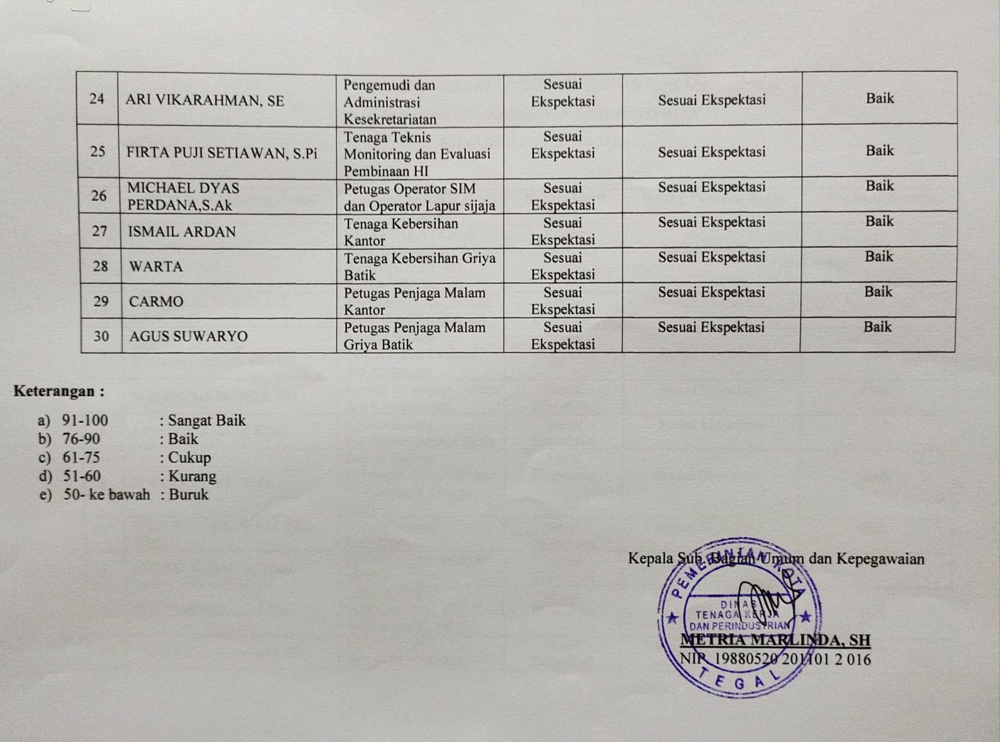 24 ARI VIKARAHMAN, SE Pengemudi dan Administrasi Kesekretariatan Sesuai Ekspektasi Sesuai Ekspektasi Baik
25 FIRTA PUJI SETIAWAN, S.Pi Tenaga Teknis Monitoring dan Evaluasi Pembinaan HI Sesuai Ekspektasi Sesuai Ekspektasi Baik
26 MICHAEL DYAS PERDANA,S.Ak Petugas Operator SIM dan Operator Lapur sijaja Sesuai Ekspektasi Sesuai Ekspektasi Baik
27 ISMAIL ARDAN Tenaga Kebersihan Kantor Sesuai Ekspektasi Sesuai Ekspektasi Baik
28 WARTA Tenaga Kebersihan Griya Batik Sesuai Ekspektasi Sesuai Ekspektasi Baik
29 CARMO Petugas Penjaga Malam Kantor Sesuai Ekspektasi Sesuai Ekspektasi Baik
30 AGUS SUWARYO Petugas Penjaga Malam Griya Batik Sesuai Ekspektasi Sesuai Ekspektasi Baik
Keterangan :
a) 91-100 : Sangat Baik
b) 76-90 : Baik
c) 61-75 : Cukup
d) 51-60 : Kurang
e) 50- ke bawah : Buruk
Kepala Sub. Bagian Umum dan Kepegawaian
PEMERINTAH KOTA
DINAS
TENAGA KERJA
DAN PERINDUSTRIAN
METRIA MARLINDA, SH
NIP. 19880520 201101 2 016
TEGAL